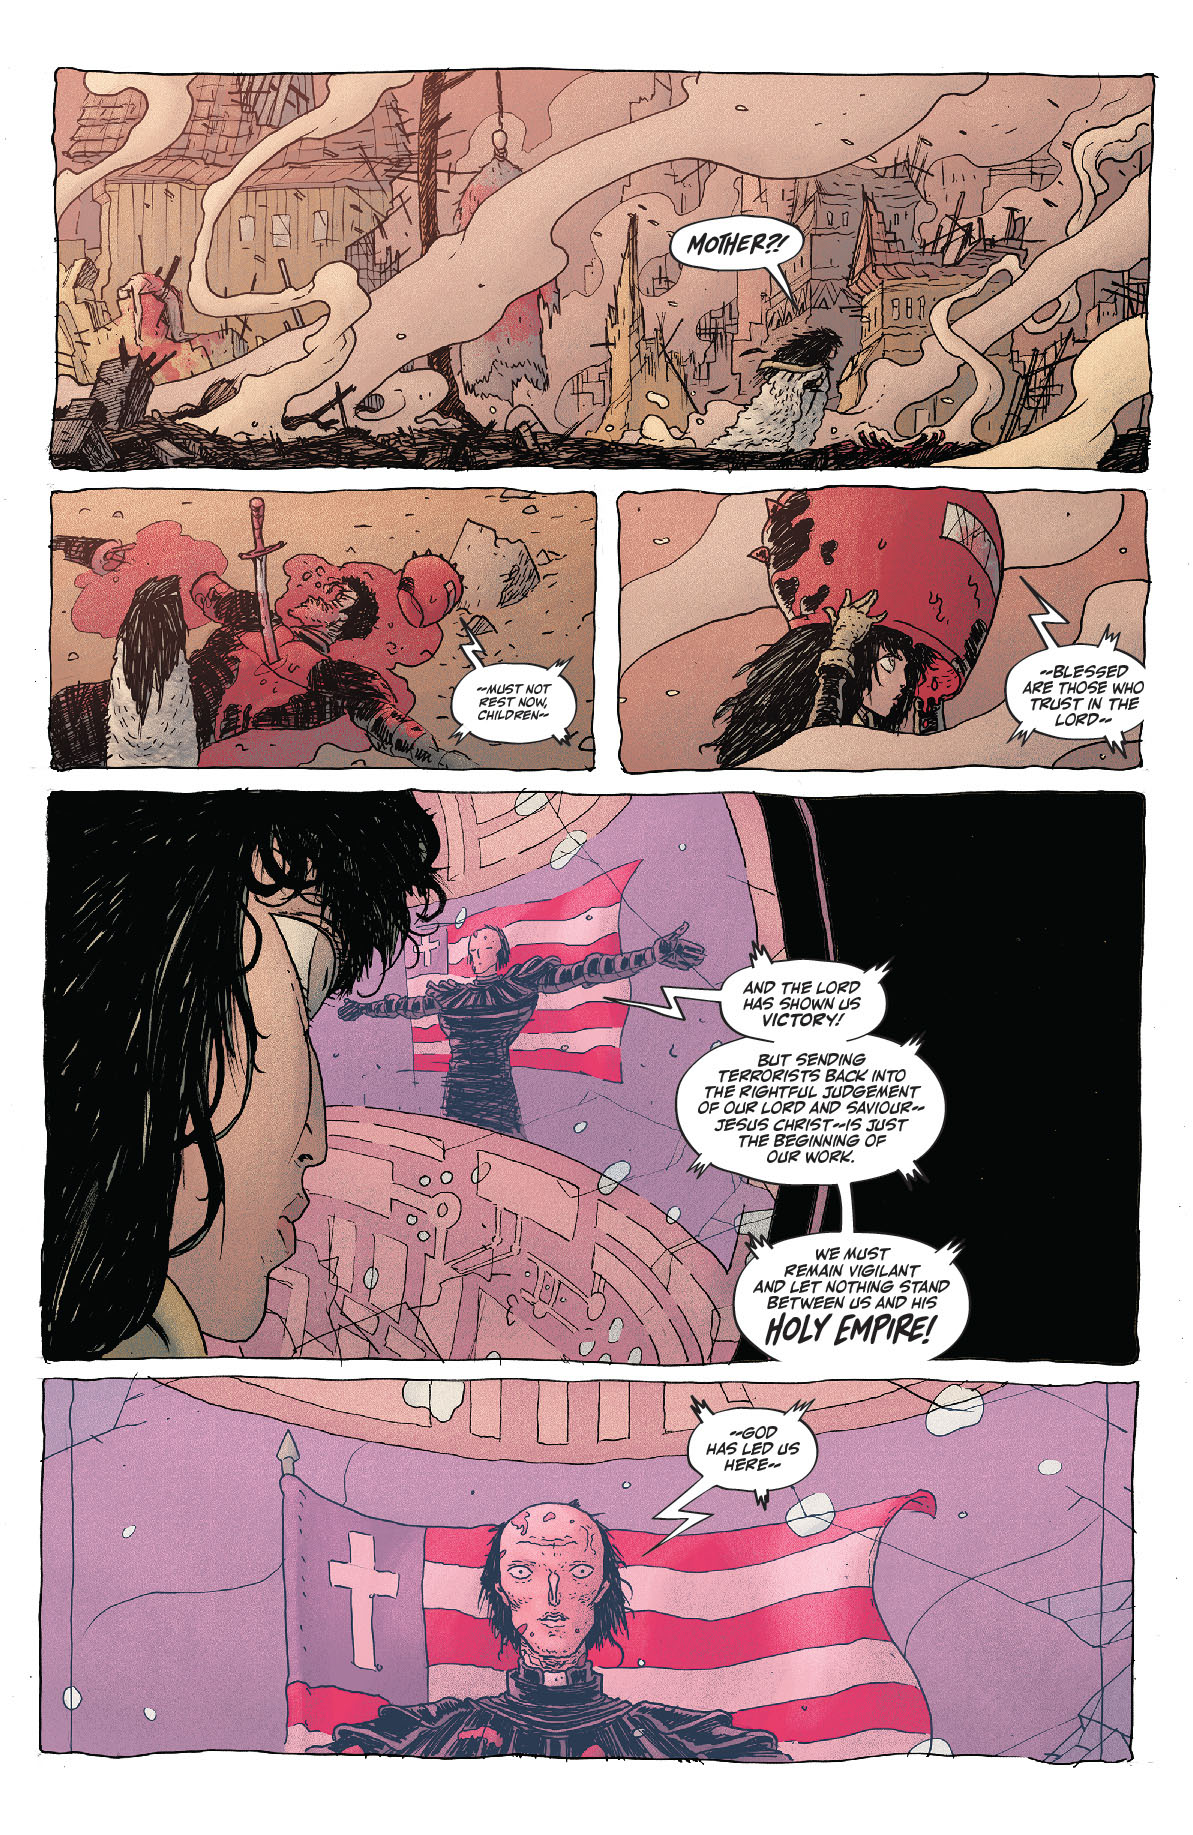 MOTHER?!
~MUST NOT
REST NOW,
CHILDREN~
~BLESSED
ARE THOSE WHO
TRUST IN THE
LORD~
AND THE LORD
HAS SHOWN US
VICTORY!
BUT SENDING
TERRORISTS BACK INTO
THE RIGHTFUL JUDGEMENT
OF OUR LORD AND SAVIOUR~
JESUS CHRIST~IS JUST
THE BEGINNING OF
OUR WORK.
WE MUST
REMAIN VIGILANT
AND LET NOTHING STAND
BETWEEN US AND HIS
HOLY EMPIRE!
~GOD
HAS LED US
HERE~